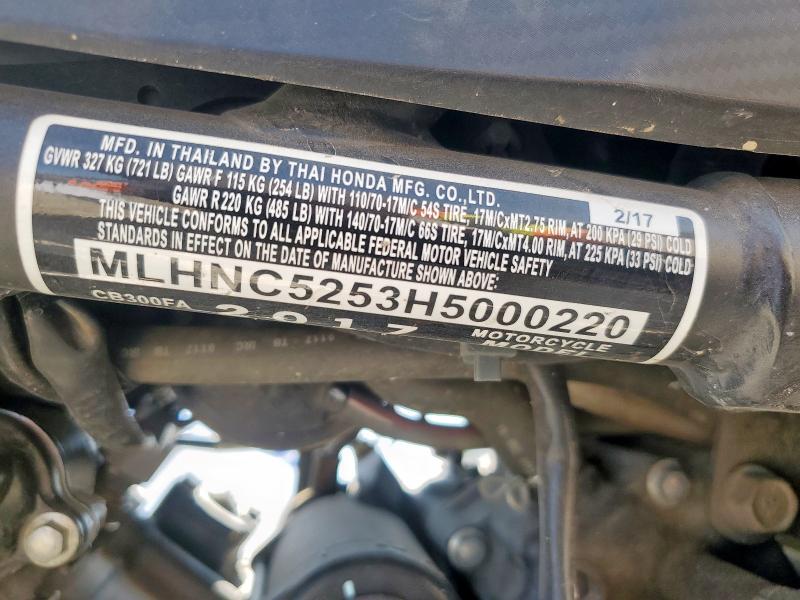 MFD. IN THAILAND BY THAI HONDA MFG. CO.,LTD.
2/17
GVWR 327 KG (721 LB) GAWR F 115 KG (254 LB) WITH 110/70-17M/C 54S TIRE, 17M/CxMT2.75 RIM, AT 200 KPA (29 PSI) COLD
GAWR R 220 KG (485 LB) WITH 140/70-17M/C 66S TIRE, 17M/CxMT4.00 RIM, AT 225 KPA (33 PSI) COLD
THIS VEHICLE CONFORMS TO ALL APPLICABLE FEDERAL MOTOR VEHICLE SAFETY
STANDARDS IN EFFECT ON THE DATE OF MANUFACTURE SHOWN ABOVE:
MLHNC5253H5000220
CB300FA 2017 MOTORCYCLE
MODEL